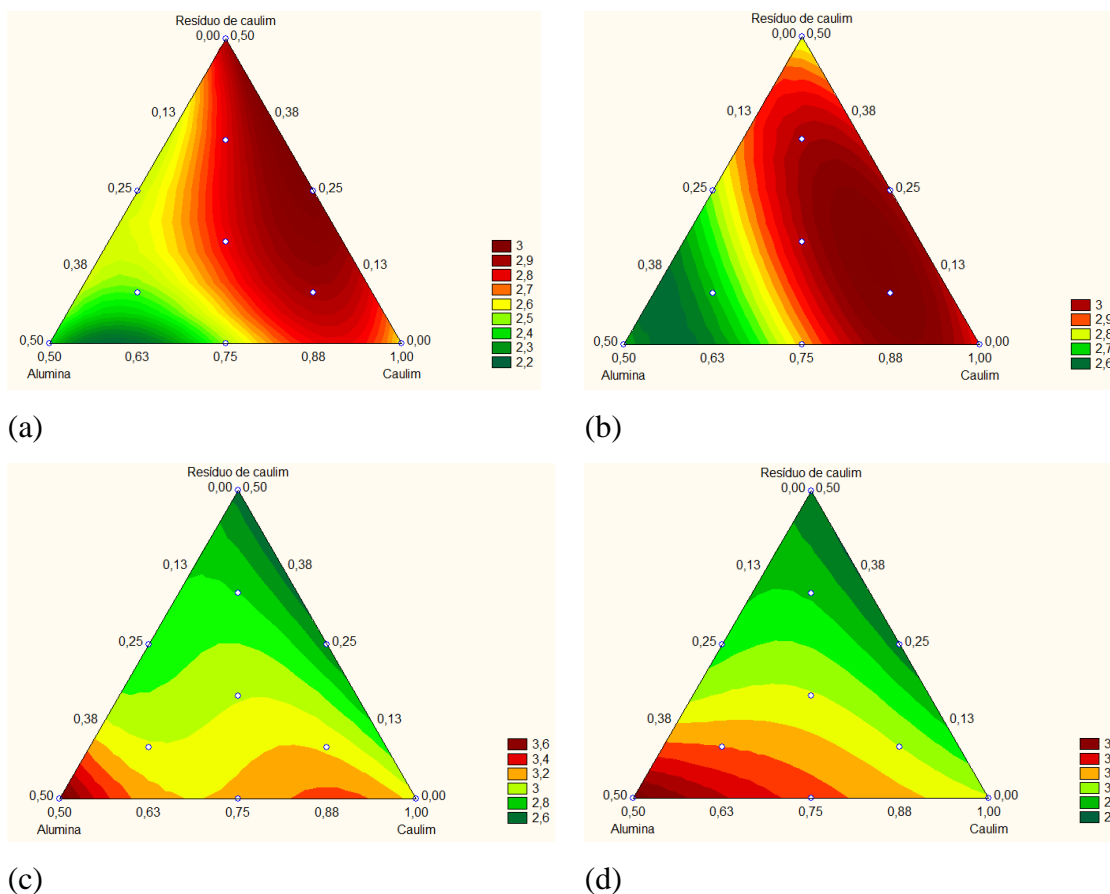 Resíduo de caulim
0,00 0,50
0,13 0,38
0,25 0,25
0,38 0,13
0,50 0,00
0,50 0,63 0,75 0,88 1,00
Alumina Caulim
3
2,9
2,8
2,7
2,6
2,5
2,4
2,3
2,2
(a)
Resíduo de caulim
0,00 0,50
0,13 0,38
0,25 0,25
0,38 0,13
0,50 0,00
0,50 0,63 0,75 0,88 1,00
Alumina Caulim
3
2,9
2,8
2,7
2,6
(b)
Resíduo de caulim
0,00 0,50
0,13 0,38
0,25 0,25
0,38 0,13
0,50 0,00
0,50 0,63 0,75 0,88 1,00
Alumina Caulim
3,6
3,4
3,2
3
2,8
2,6
(c)
Resíduo de caulim
0,00 0,50
0,13 0,38
0,25 0,25
0,38 0,13
0,50 0,00
0,50 0,63 0,75 0,88 1,00
Alumina Caulim
(d)